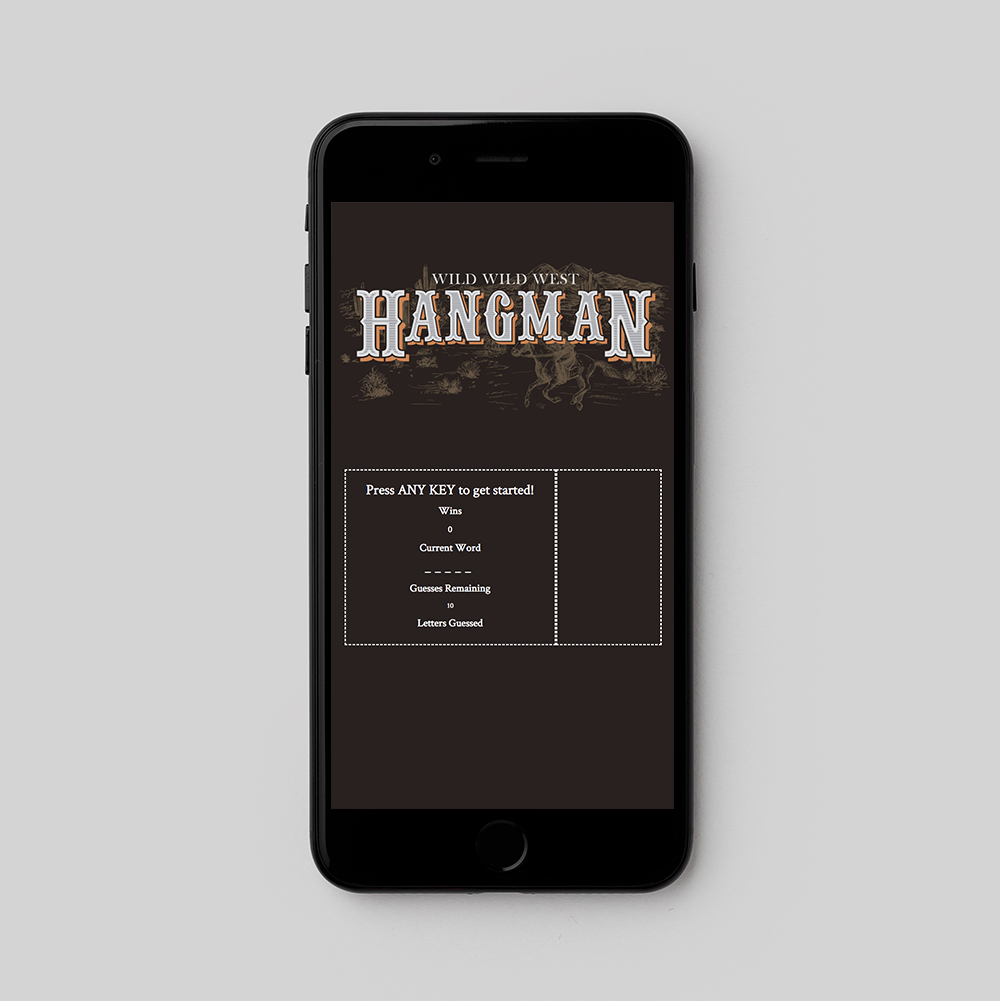 WILD WILD WEST
HANGMAN
Press ANY KEY to get started!
Wins
0
Current Word
_ _ _ _ _
Guesses Remaining
10
Letters Guessed